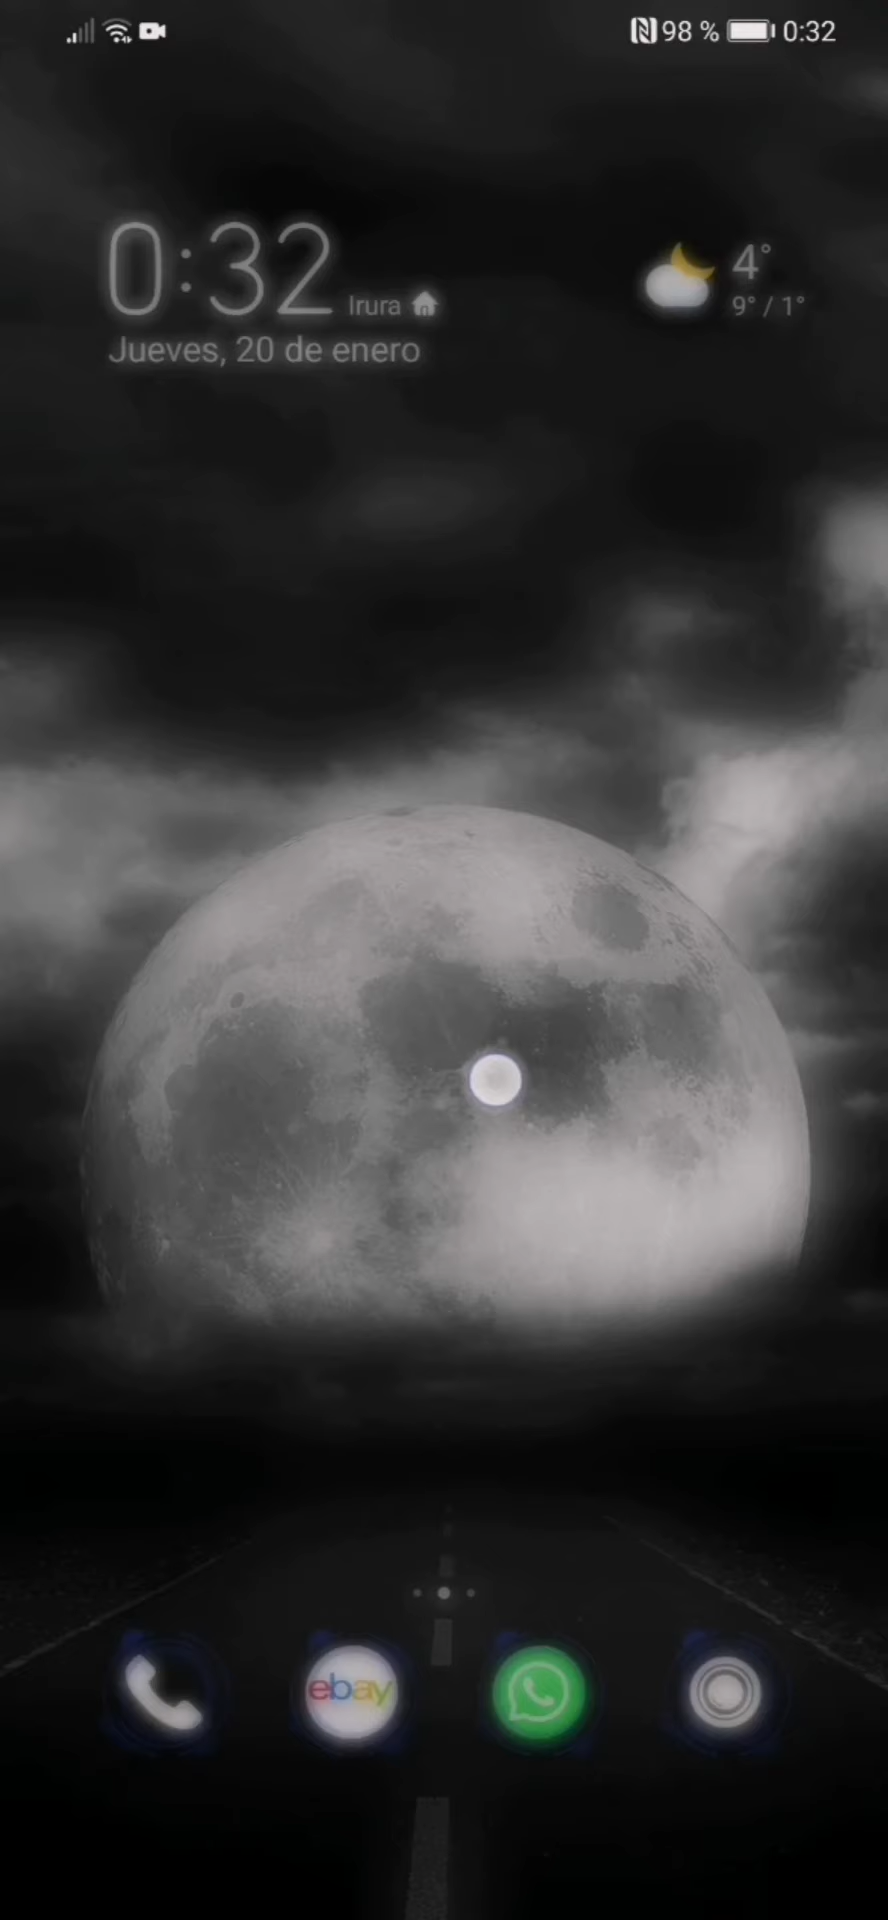 98 % 0:32
0:32 Irura
Jueves, 20 de enero
4°
9° / 1°
ebay